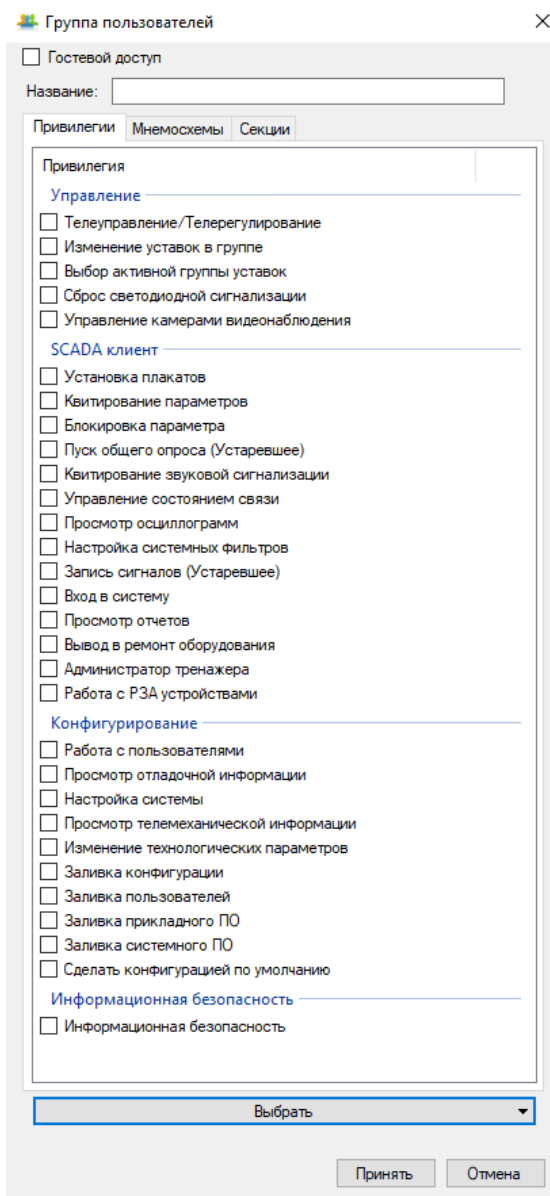 Группа пользователей
Гостевой доступ
Название:
Привилегии Мнемосхемы Секции
Привилегия
Управление
Телеуправление/Телерегулирование
Изменение уставок в группе
Выбор активной группы уставок
Сброс светодиодной сигнализации
Управление камерами видеонаблюдения
SCADA клиент
Установка плакатов
Квитирование параметров
Блокировка параметра
Пуск общего опроса (Устаревшее)
Квитирование звуковой сигнализации
Управление состоянием связи
Просмотр осциллограмм
Настройка системных фильтров
Запись сигналов (Устаревшее)
Вход в систему
Просмотр отчетов
Вывод в ремонт оборудования
Администратор тренажера
Работа с РЗА устройствами
Конфигурирование
Работа с пользователями
Просмотр отладочной информации
Настройка системы
Просмотр телемеханической информации
Изменение технологических параметров
Заливка конфигурации
Заливка пользователей
Заливка прикладного ПО
Заливка системного ПО
Сделать конфигурацией по умолчанию
Информационная безопасность
Информационная безопасность
Выбрать
Принять Отмена